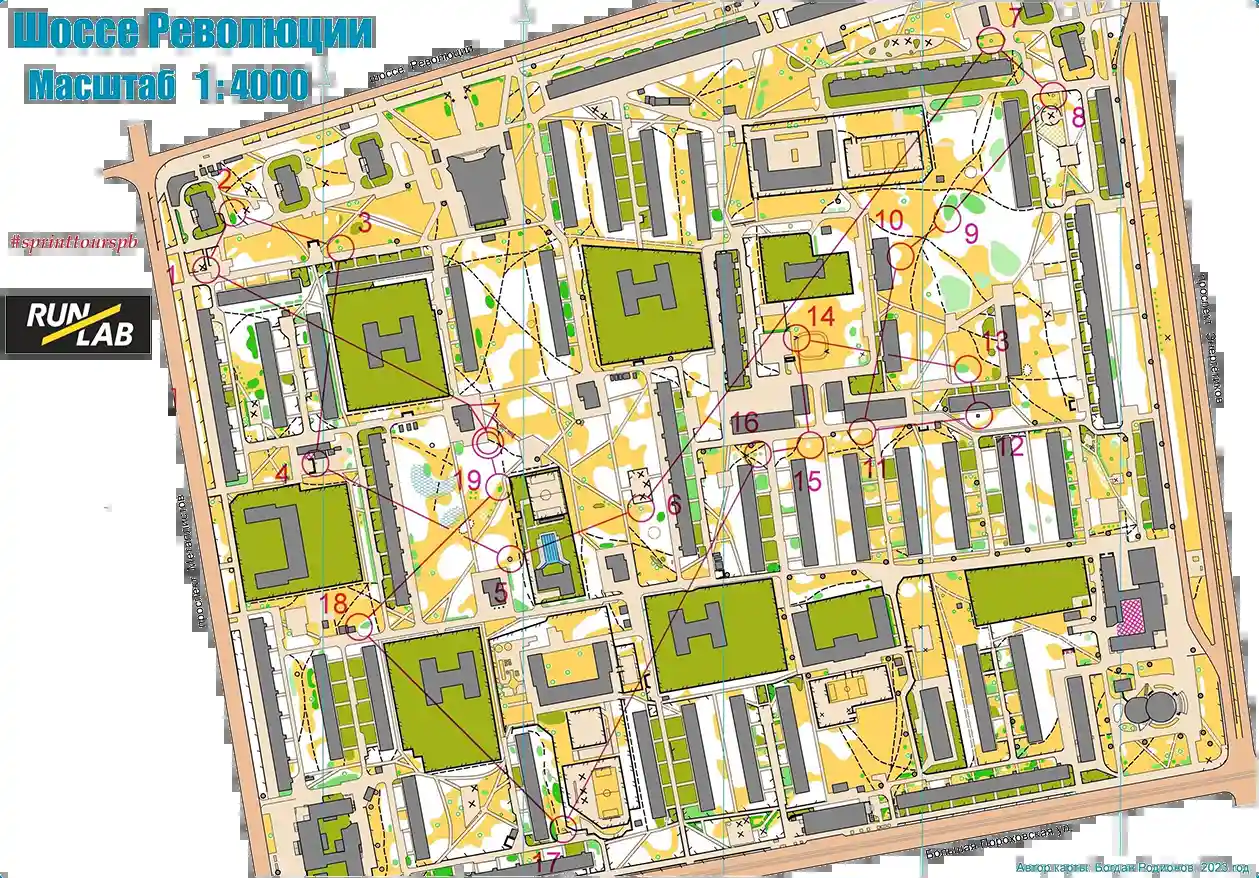 Шоссе Революции
Масштаб 1:4000
шоссе Революции
#sprinttourspb
RUN
LAB
проспект Энергетиков
проспект Металлистов
Большая Пороховская ул.
Автор карты Богдан Родионов 2023 год
1
2
3
4
5
6
7
8
9
10
11
12
13
14
15
16
17
18
19